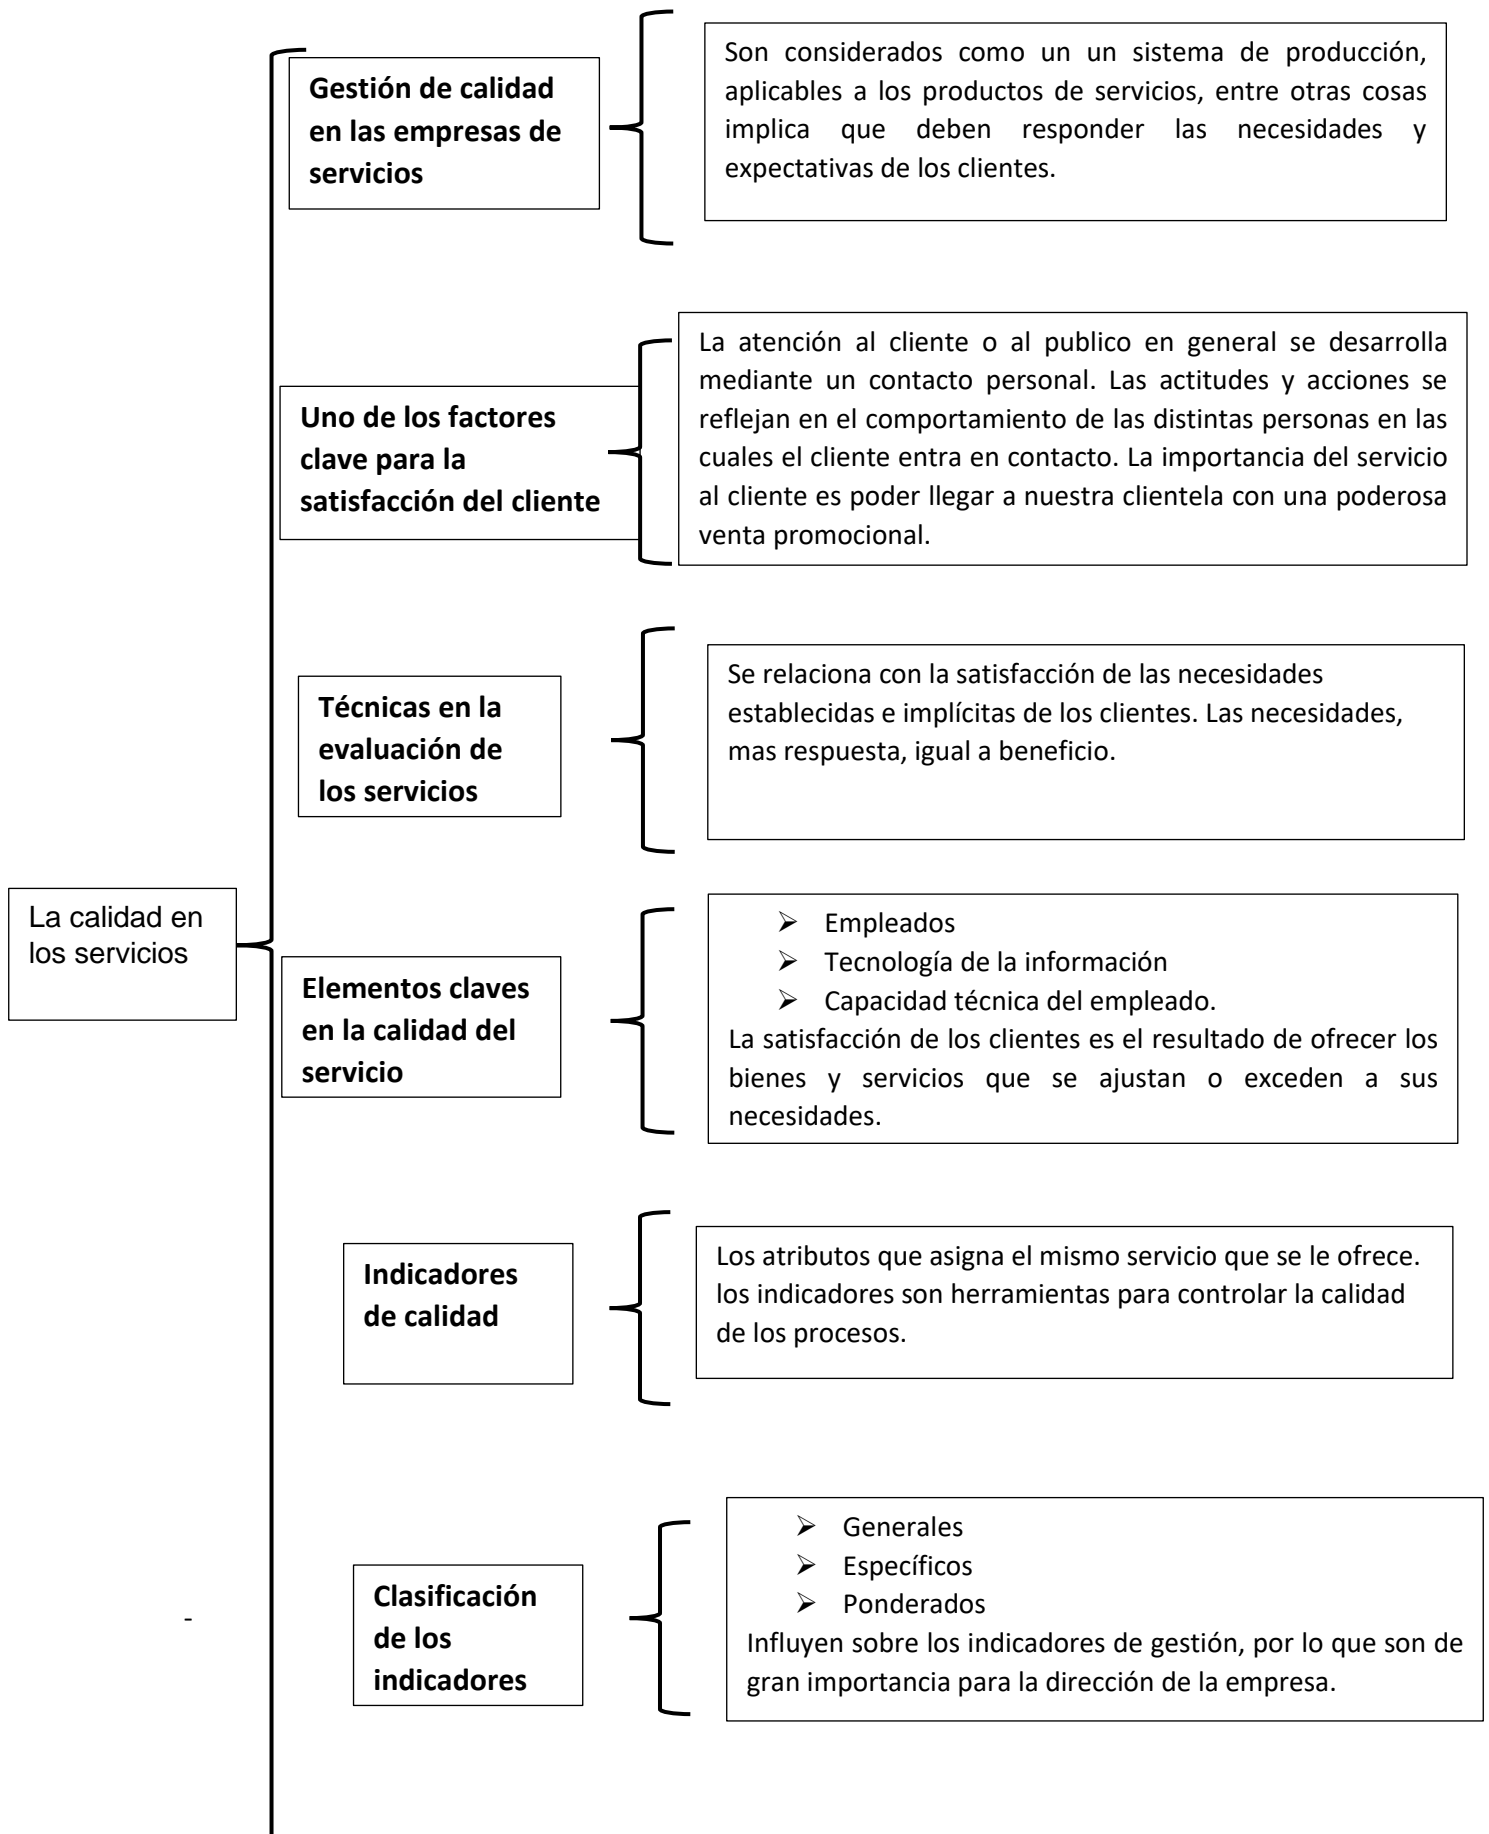 Gestión de calidad
en las empresas de
servicios
Son considerados como un un sistema de producción,
aplicables a los productos de servicios, entre otras cosas
implica que deben responder las necesidades y
expectativas de los clientes.
Uno de los factores
clave para la
satisfacción del cliente
La atención al cliente o al publico en general se desarrolla
mediante un contacto personal. Las actitudes y acciones se
reflejan en el comportamiento de las distintas personas en las
cuales el cliente entra en contacto. La importancia del servicio
al cliente es poder llegar a nuestra clientela con una poderosa
venta promocional.
Técnicas en la
evaluación de
los servicios
Se relaciona con la satisfacción de las necesidades
establecidas e implícitas de los clientes. Las necesidades,
mas respuesta, igual a beneficio.
La calidad en
los servicios
Elementos claves
en la calidad del
servicio
➢ Empleados
➢ Tecnología de la información
➢ Capacidad técnica del empleado.
La satisfacción de los clientes es el resultado de ofrecer los
bienes y servicios que se ajustan o exceden a sus
necesidades.
Indicadores
de calidad
Los atributos que asigna el mismo servicio que se le ofrece.
los indicadores son herramientas para controlar la calidad
de los procesos.
-
Clasificación
de los
indicadores
➢ Generales
➢ Específicos
➢ Ponderados
Influyen sobre los indicadores de gestión, por lo que son de
gran importancia para la dirección de la empresa.